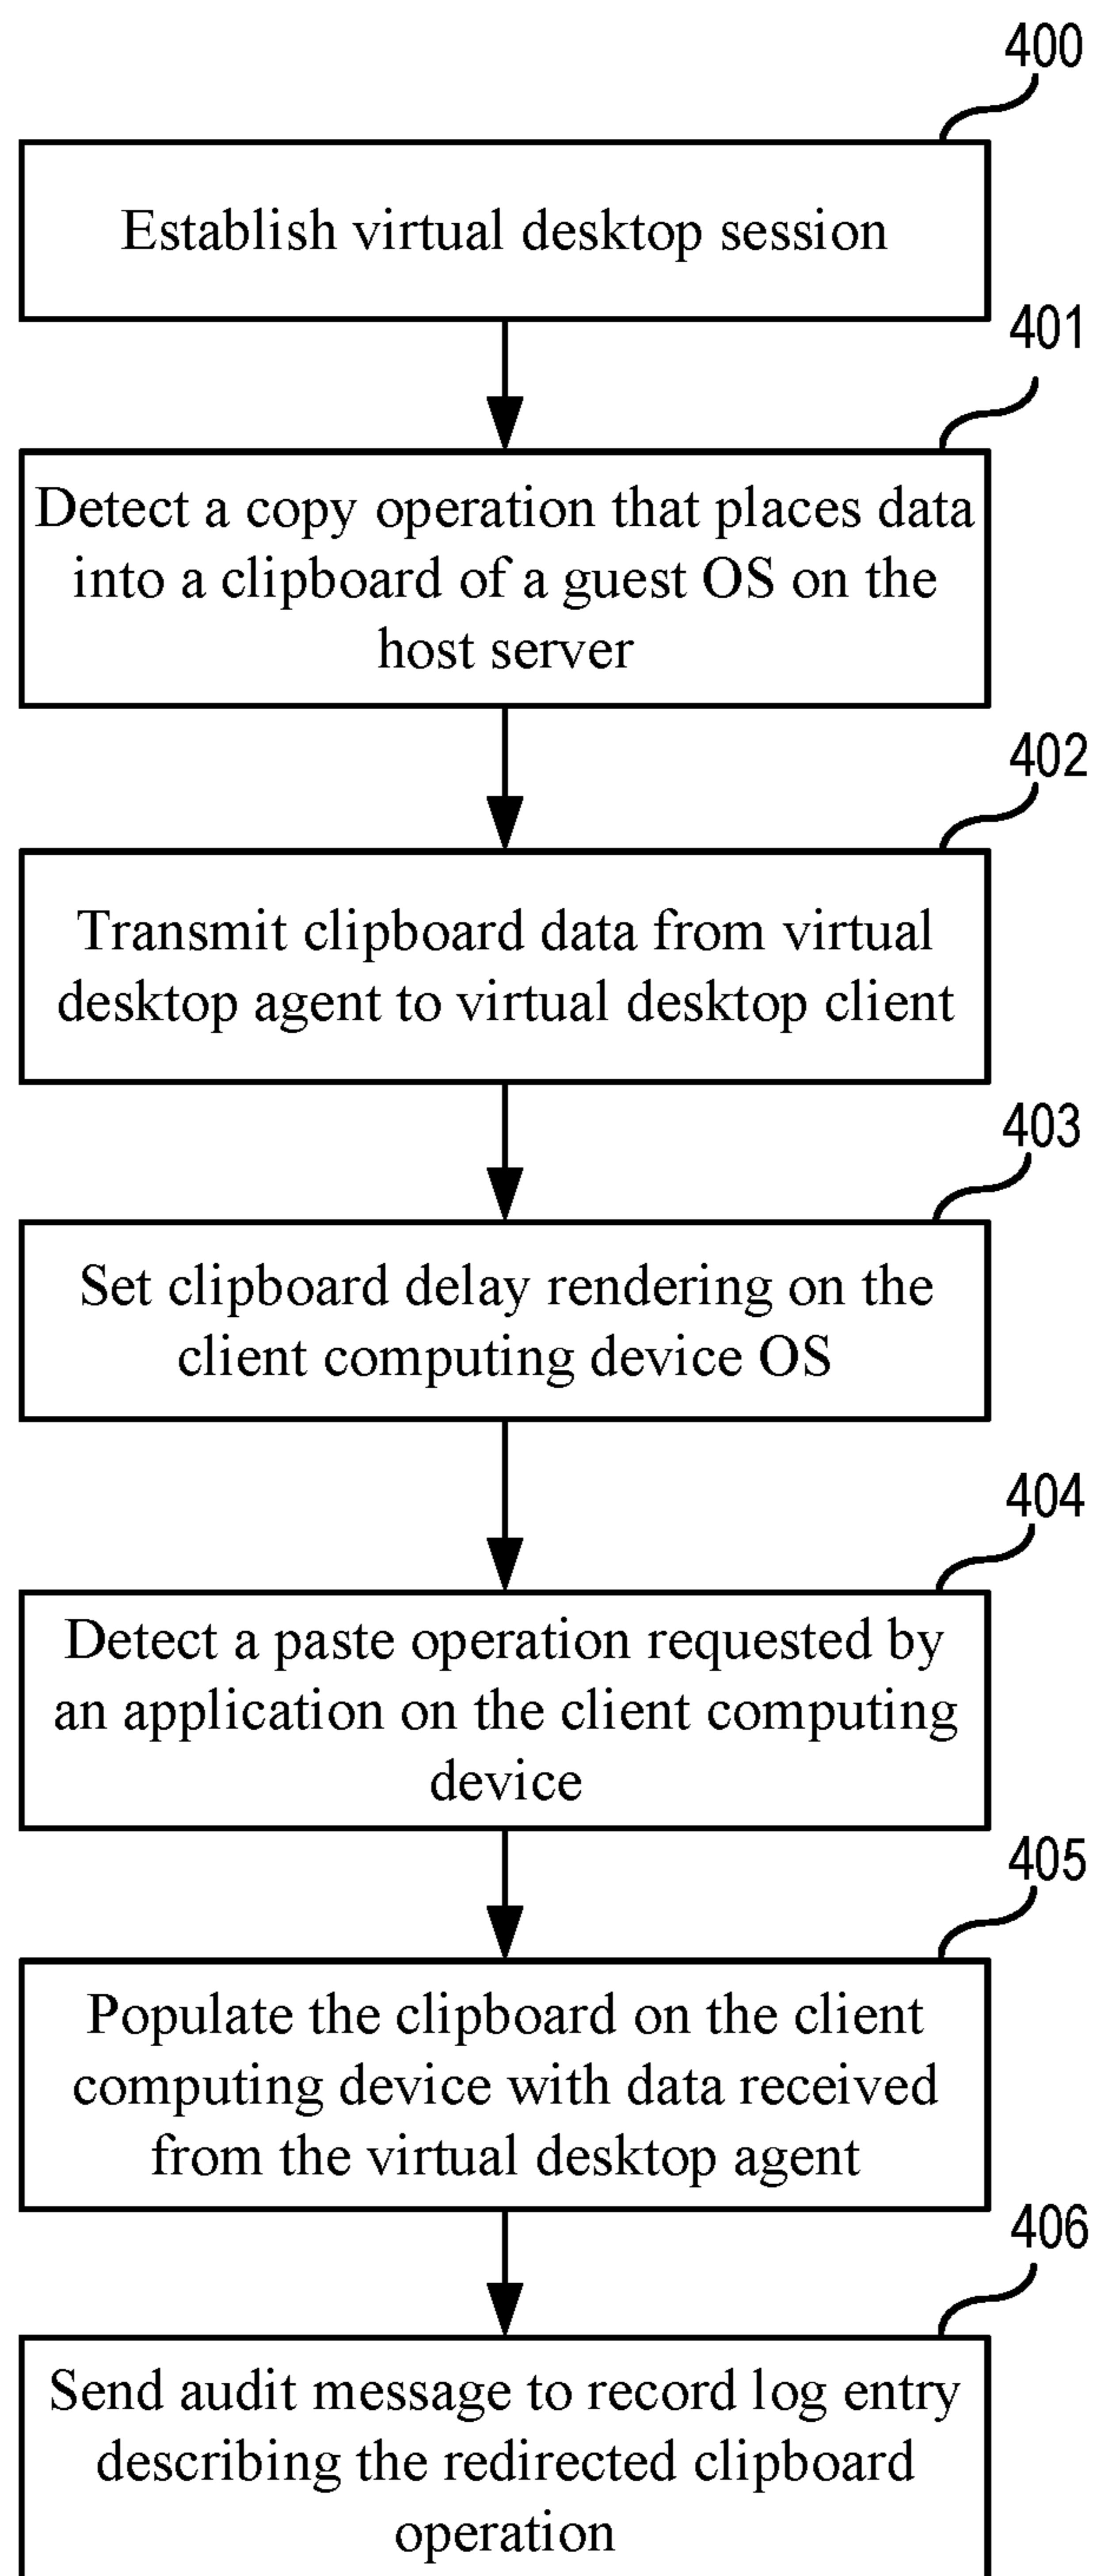 400
Establish virtual desktop session
401
Detect a copy operation that places data
into a clipboard of a guest OS on the
host server
402
Transmit clipboard data from virtual
desktop agent to virtual desktop client
403
Set clipboard delay rendering on the
client computing device OS
404
Detect a paste operation requested by
an application on the client computing
device
405
Populate the clipboard on the client
computing device with data received
from the virtual desktop agent
406
Send audit message to record log entry
describing the redirected clipboard
operation